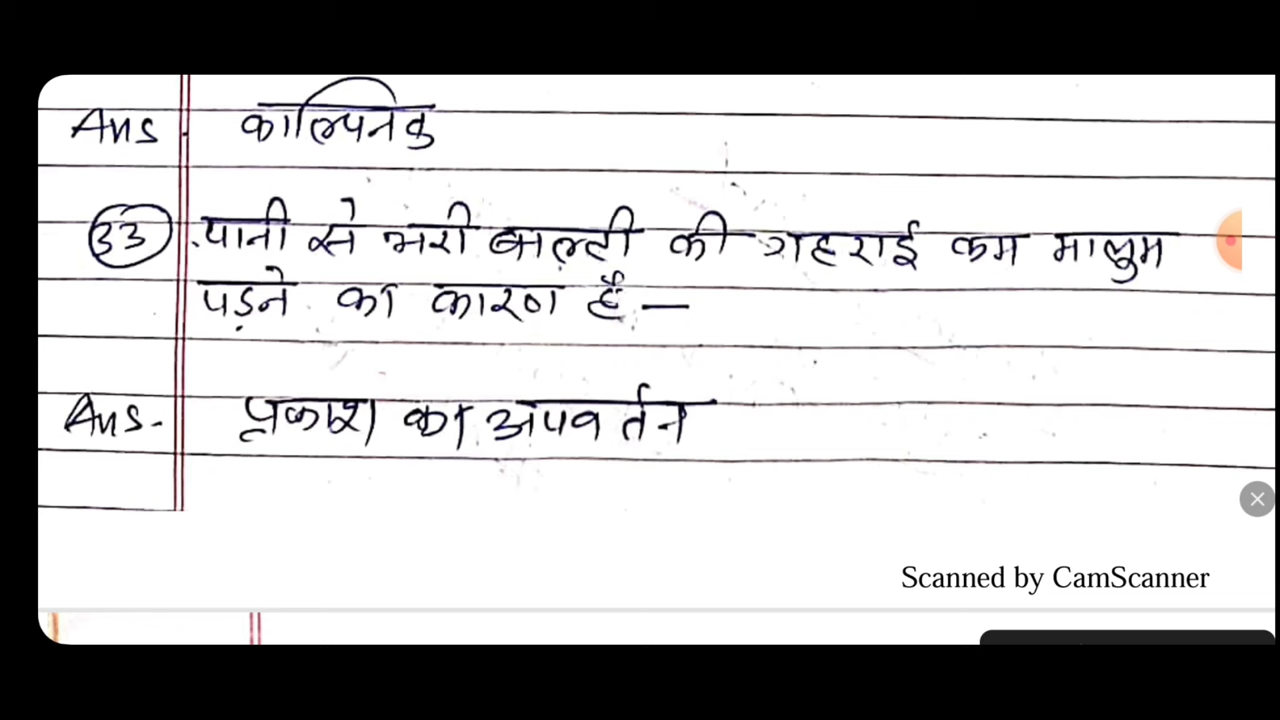 Ans. काल्पनिक
33 पानी से भरी बाल्टी की गहराई कम मालुम
पड़ने का कारण है —
Ans. प्रकाश का अपवर्तन
Scanned by CamScanner